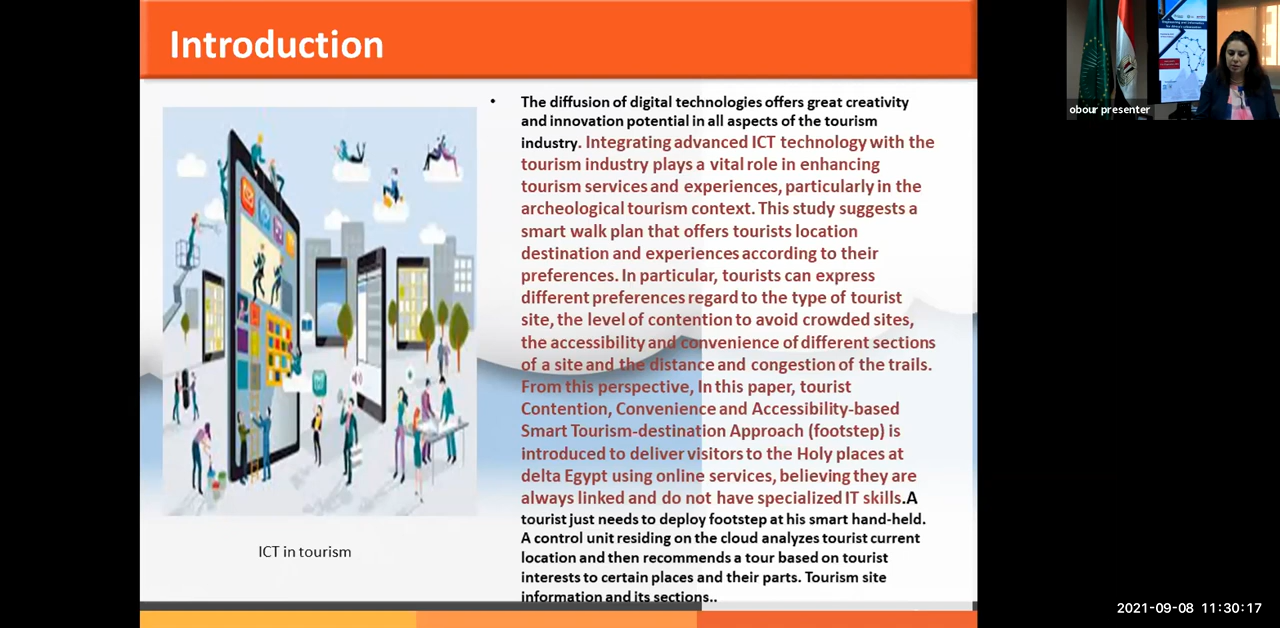 Introduction
• The diffusion of digital technologies offers great creativity
and innovation potential in all aspects of the tourism
industry. Integrating advanced ICT technology with the
tourism industry plays a vital role in enhancing
tourism services and experiences, particularly in the
archeological tourism context. This study suggests a
smart walk plan that offers tourists location
destination and experiences according to their
preferences. In particular, tourists can express
different preferences regard to the type of tourist
site, the level of contention to avoid crowded sites,
the accessibility and convenience of different sections
of a site and the distance and congestion of the trails.
From this perspective, In this paper, tourist
Contention, Convenience and Accessibility-based
Smart Tourism-destination Approach (footstep) is
introduced to deliver visitors to the Holy places at
delta Egypt using online services, believing they are
always linked and do not have specialized IT skills.A
tourist just needs to deploy footstep at his smart hand-held.
A control unit residing on the cloud analyzes tourist current
location and then recommends a tour based on tourist
interests to certain places and their parts. Tourism site
information and its sections..
ICT in tourism
obour presenter
2021-09-08 11:30:17